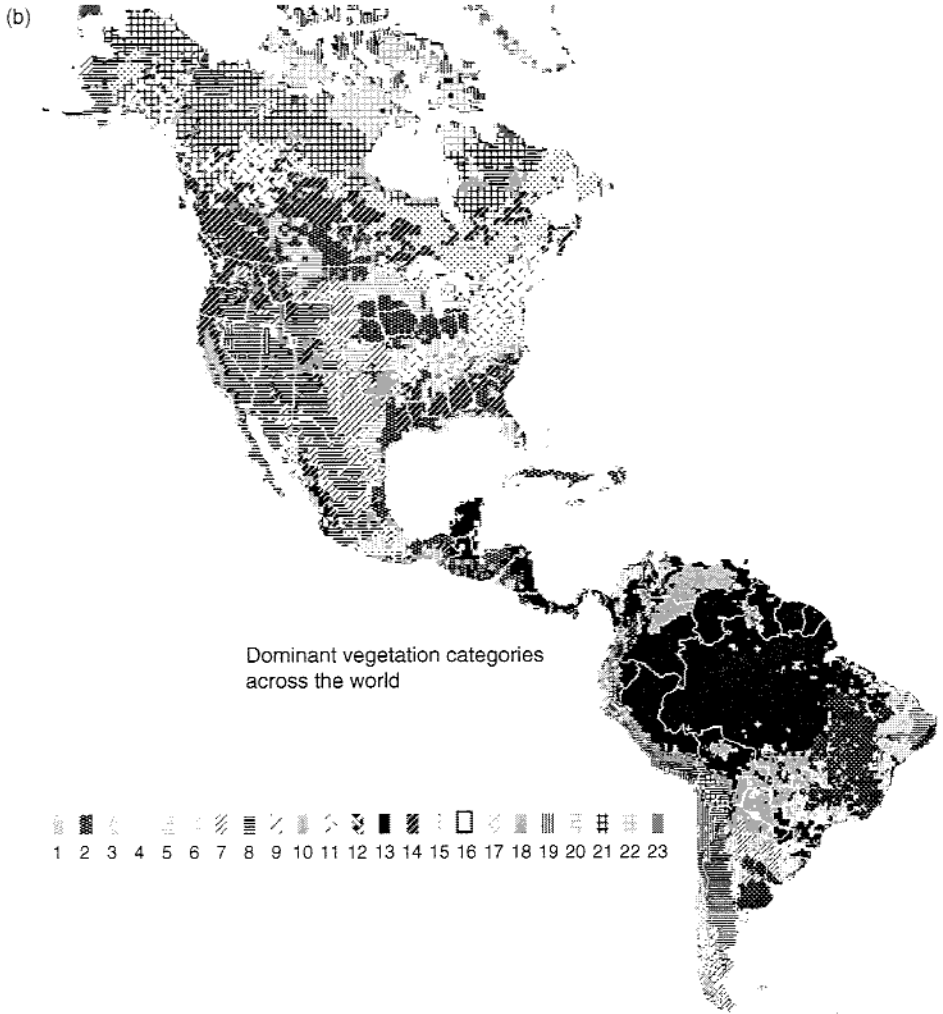 (b)
Dominant vegetation categories
across the world
1 2 3 4 5 6 7 8 9 10 11 12 13 14 15 16 17 18 19 20 21 22 23